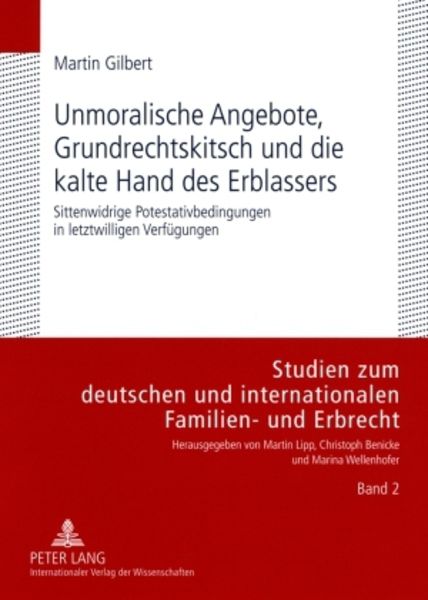 Martin Gilbert
Unmoralische Angebote,
Grundrechtskitsch und die
kalte Hand des Erblassers
Sittenwidrige Potestativbedingungen
in letztwilligen Verfügungen
Studien zum
deutschen und internationalen
Familien- und Erbrecht
Herausgegeben von Martin Lipp, Christoph Benicke
und Marina Wellenhofer
Band 2
PETER LANG
Internationaler Verlag der Wissenschaften